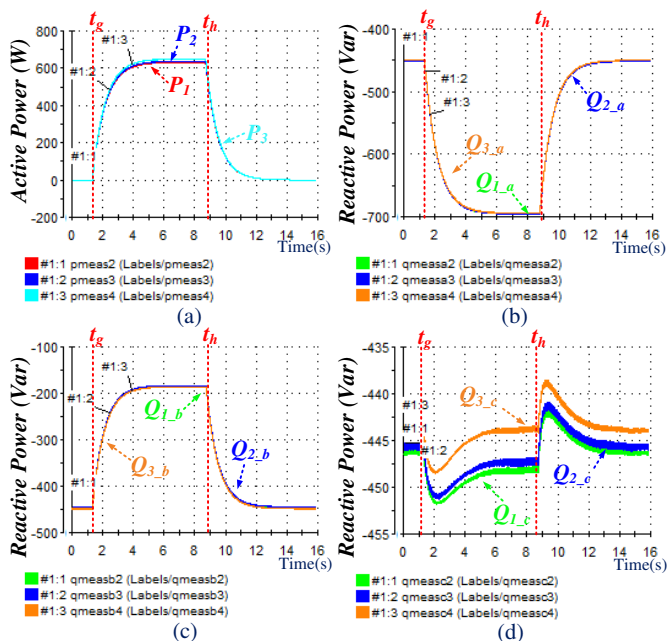 t_g t_h
Active Power (W)
800
600
400
200
0
-200
#1:3
#1:2
#1:1
P_2
P_1
P_3
0 2 4 6 8 10 12 14 16
Time(s)
#1:1 pmeas2 (Labels/pmeas2)
#1:2 pmeas3 (Labels/pmeas3)
#1:3 pmeas4 (Labels/pmeas4)
(a)
t_g t_h
Reactive Power (Var)
-400
-500
-600
-700
#1:1
#1:2
#1:3
Q_2_a
Q_3_a
Q_1_a
0 2 4 6 8 10 12 14 16
Time(s)
#1:1 qmeasa2 (Labels/qmeasa2)
#1:2 qmeasa3 (Labels/qmeasa3)
#1:3 qmeasa4 (Labels/qmeasa4)
(b)
t_g t_h
Reactive Power (Var)
-100
-200
-300
-400
-500
#1:3
#1:2
#1:1
Q_1_b
Q_2_b
Q_3_b
0 2 4 6 8 10 12 14 16
Time(s)
#1:1 qmeasb2 (Labels/qmeasb2)
#1:2 qmeasb3 (Labels/qmeasb3)
#1:3 qmeasb4 (Labels/qmeasb4)
(c)
t_g t_h
Reactive Power (Var)
-435
-440
-445
-450
-455
#1:3
#1:1
#1:2
Q_3_c
Q_2_c
Q_1_c
0 2 4 6 8 10 12 14 16
Time(s)
#1:1 qmeasc2 (Labels/qmeasc2)
#1:2 qmeasc3 (Labels/qmeasc3)
#1:3 qmeasc4 (Labels/qmeasc4)
(d)